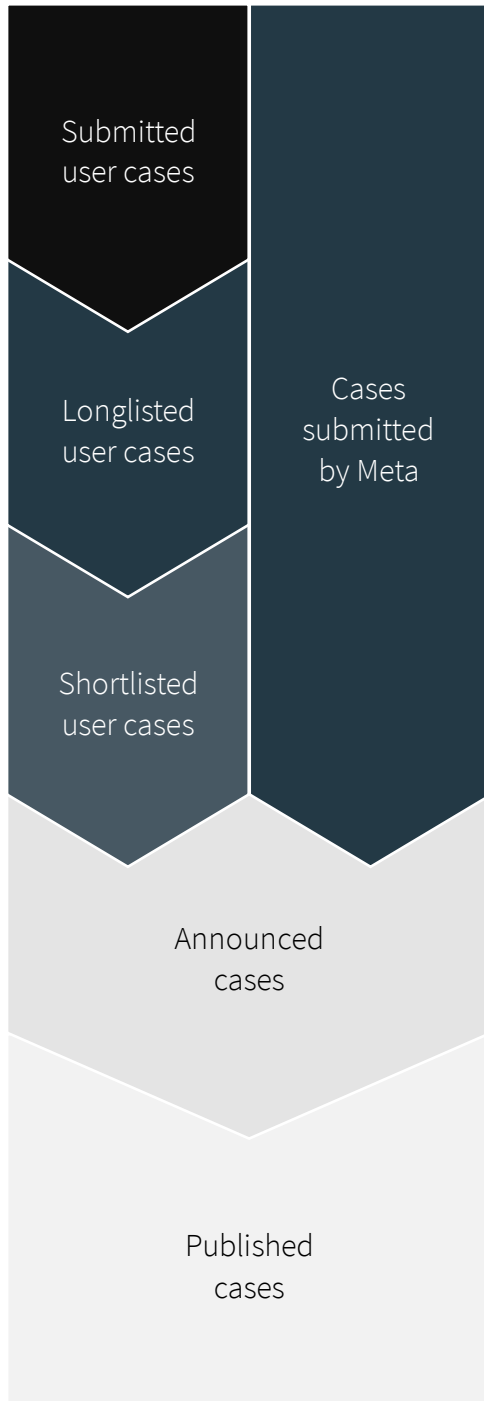 Submitted
user cases
Longlisted
user cases
Cases
submitted
by Meta
Shortlisted
user cases
Announced
cases
Published
cases